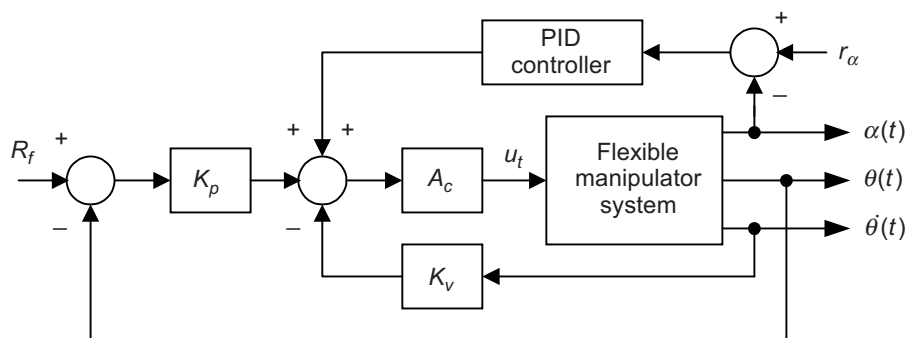 +
PID
controller
r_α
−
+
+
+
α(t)
R_f
K_p
A_c
u_t
Flexible
manipulator
system
θ(t)
−
−
θ̇(t)
K_v